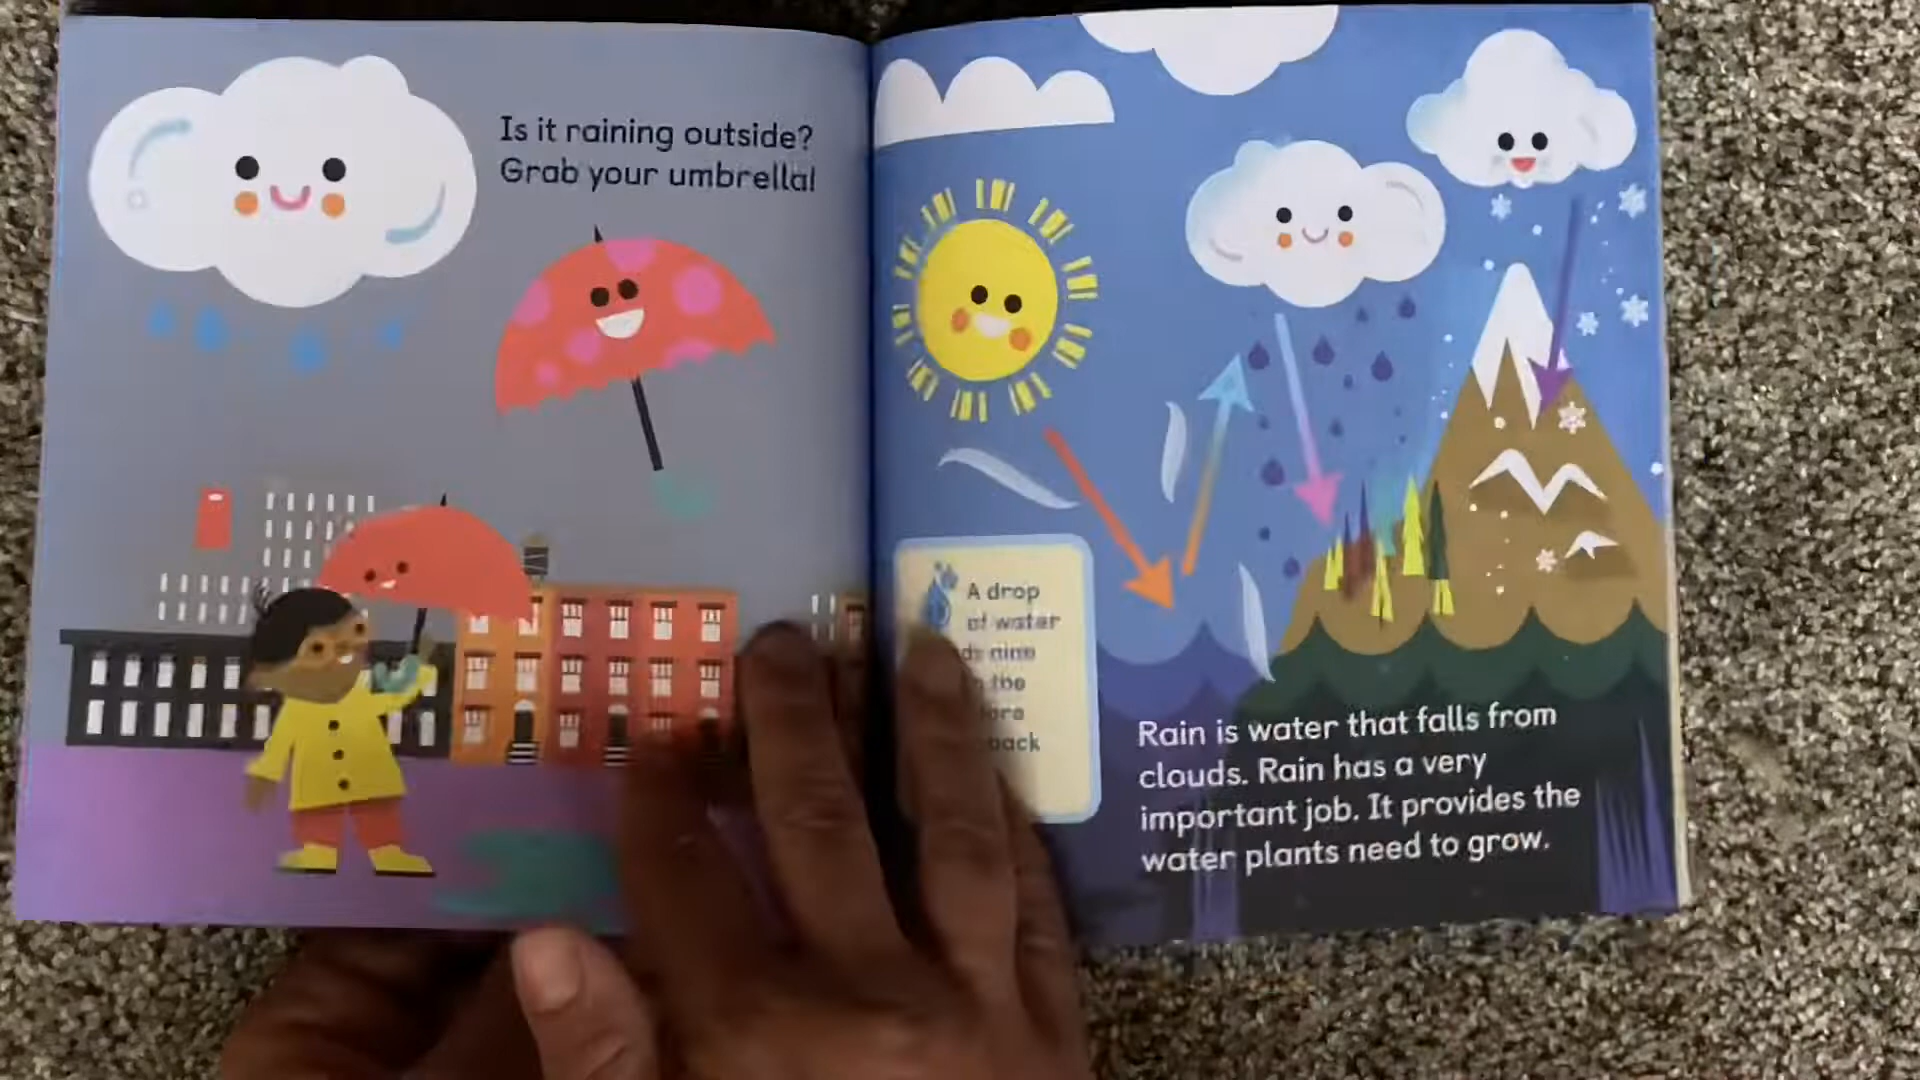 Is it raining outside?
Grab your umbrella!
A drop
of water
nine
the
back
Rain is water that falls from
clouds. Rain has a very
important job. It provides the
water plants need to grow.